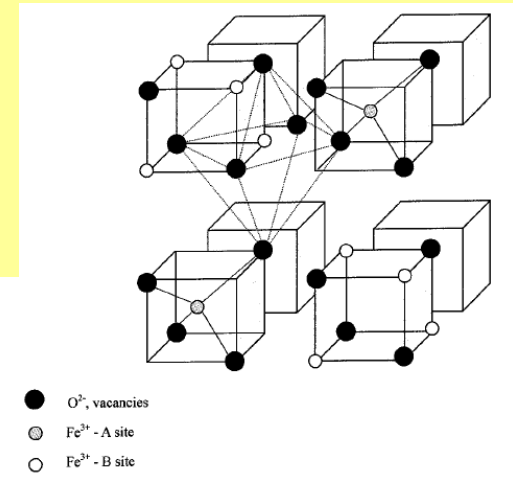 O²⁻, vacancies
Fe³⁺ - A site
Fe³⁺ - B site